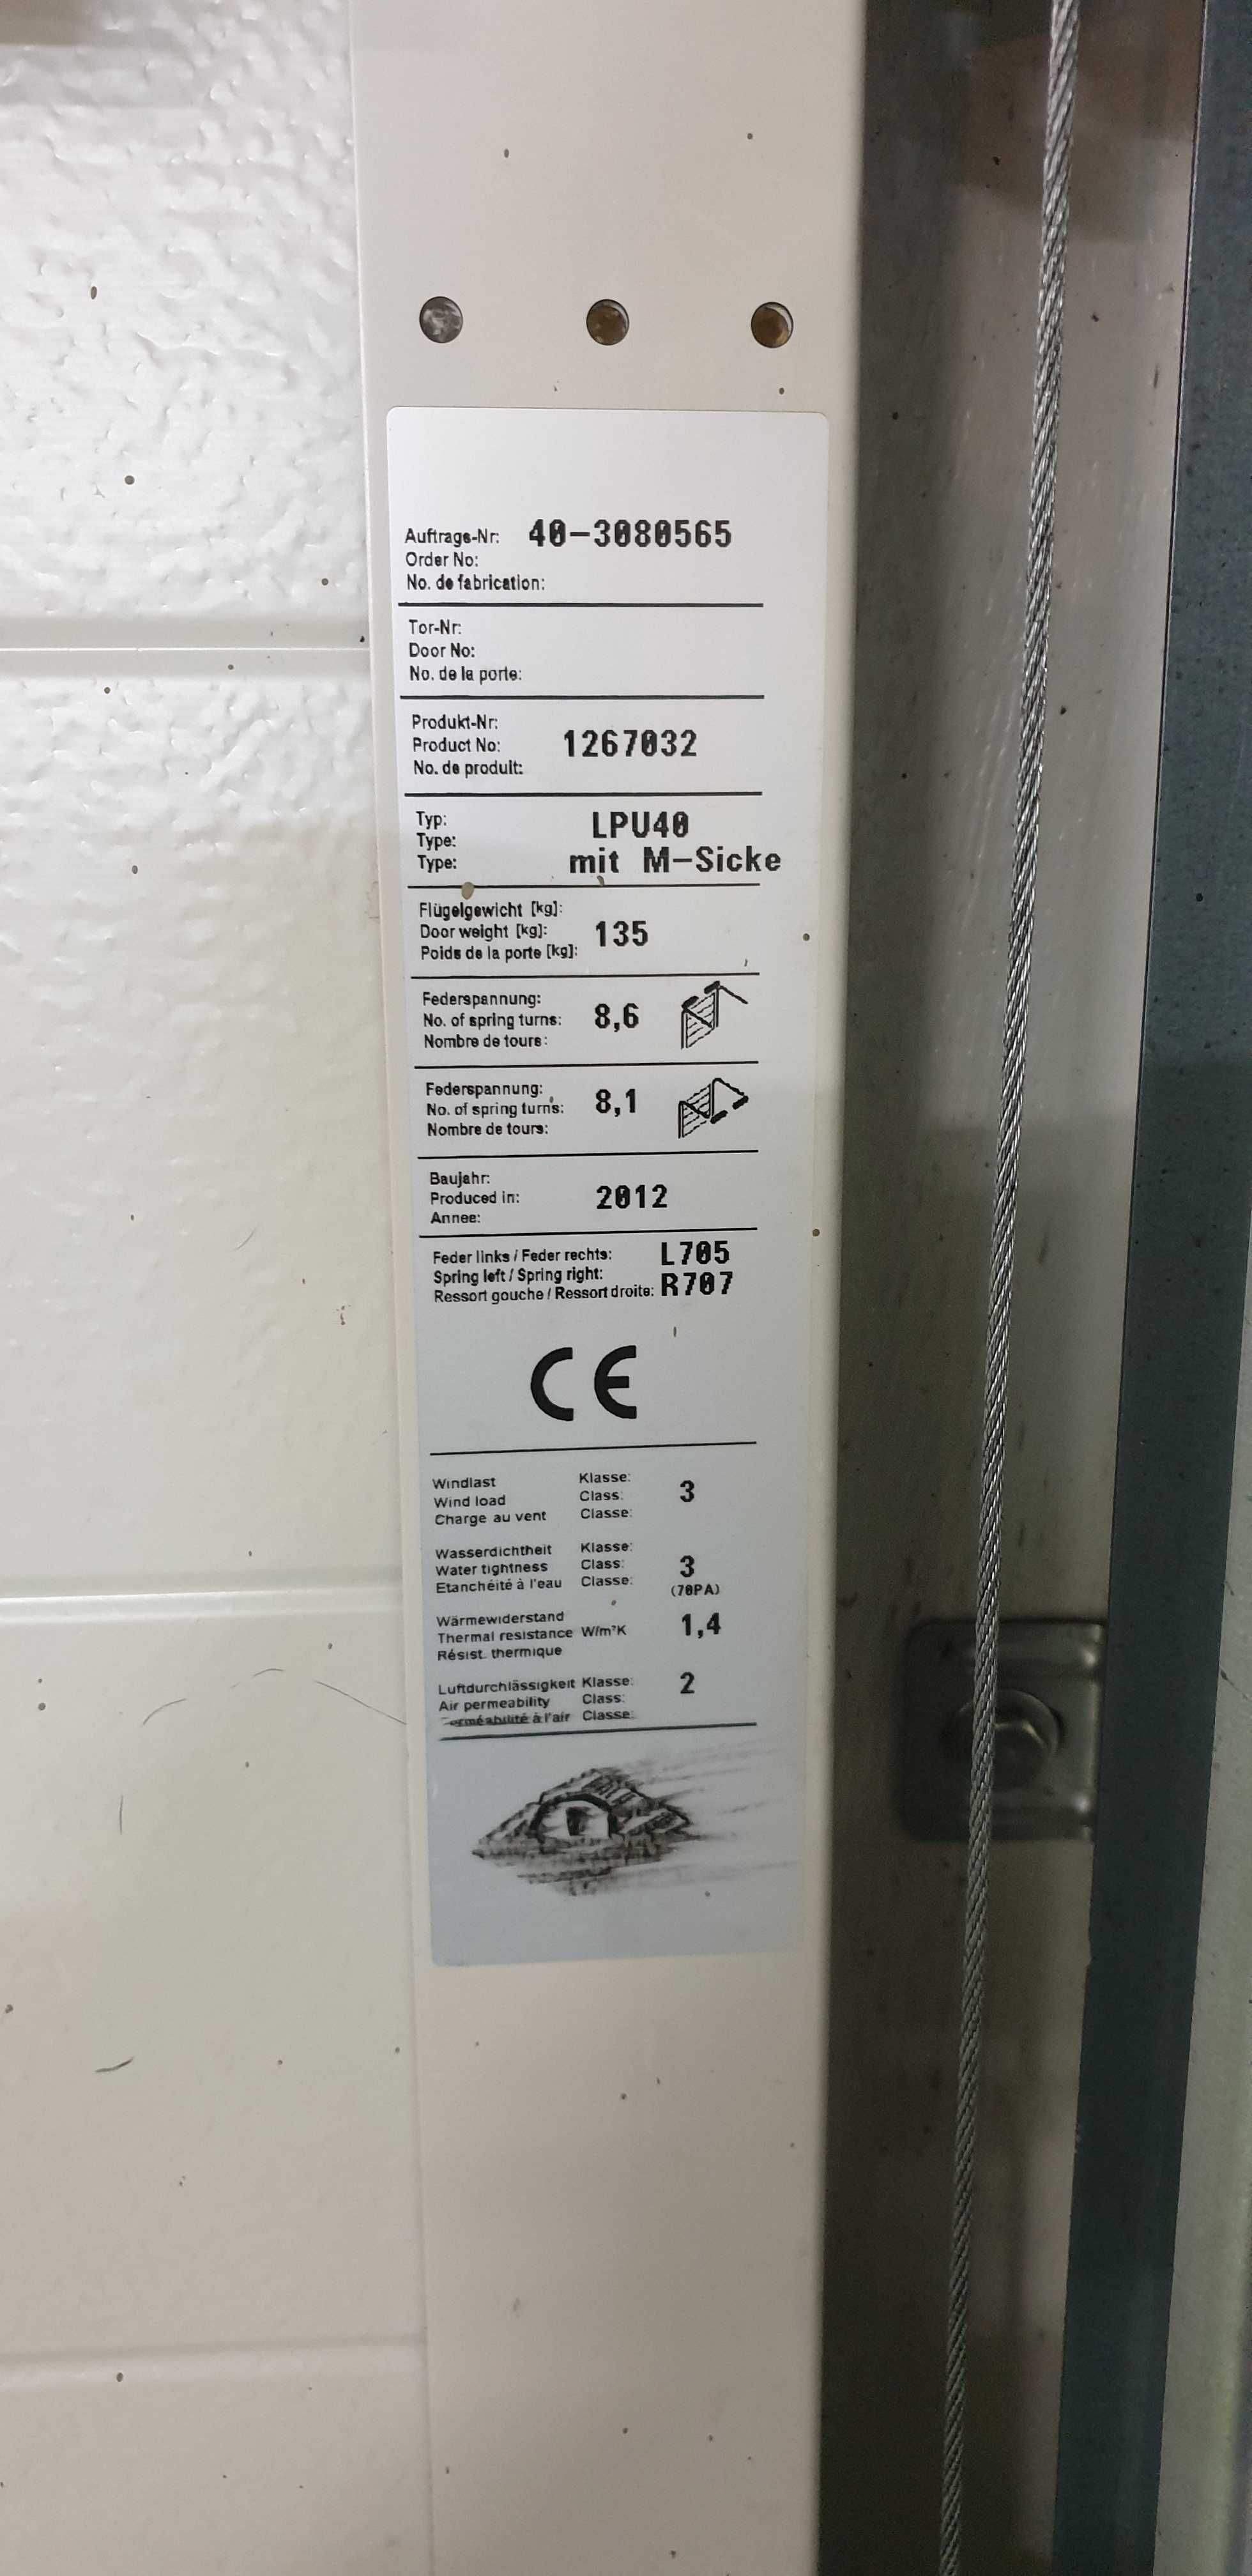 Auftrags-Nr: 40-3080565
Order No:
No. de fabrication:
Tor-Nr:
Door No:
No. de la porte:
Produkt-Nr:
Product No: 1267032
No. de produit:
Typ: LPU40
Type:
Type: mit M-Sicke
Flügelgewicht [kg]:
Door weight [kg]: 135
Poids de la porte [kg]:
Federspannung:
No. of spring turns: 8,6
Nombre de tours:
Federspannung:
No. of spring turns: 8,1
Nombre de tours:
Baujahr:
Produced in: 2012
Annee:
Feder links / Feder rechts: L705
Spring left / Spring right:
Ressort gouche / Ressort droite: R707
CE
Windlast Klasse:
Wind load Class: 3
Charge au vent Classe:
Wasserdichtheit Klasse:
Water tightness Class: 3
Etanchéité à l'eau Classe: (70PA)
Wärmewiderstand
Thermal resistance W/m²K 1,4
Résist. thermique
Luftdurchlässigkeit Klasse: 2
Air permeability Class:
Perméabilité à l'air Classe: